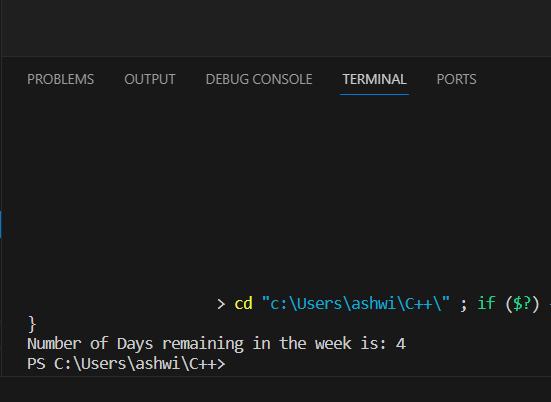 PROBLEMS OUTPUT DEBUG CONSOLE TERMINAL PORTS
> cd "c:\Users\ashwi\C++\" ; if ($?)
}
Number of Days remaining in the week is: 4
PS C:\Users\ashwi\C++>